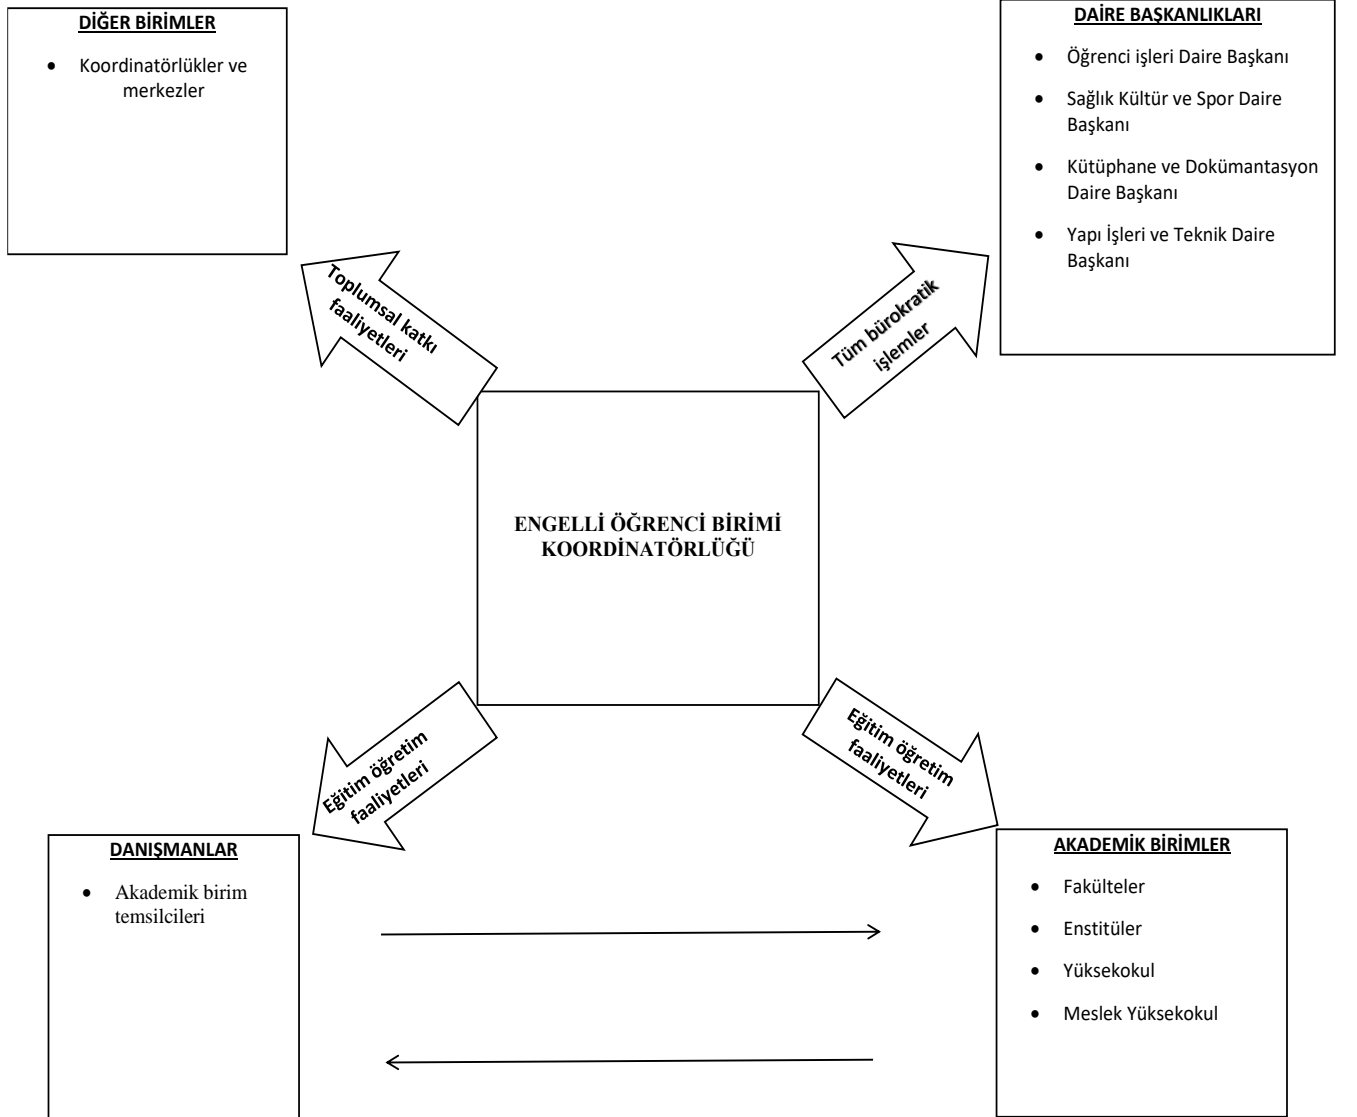 DİĞER BİRİMLER
• Koordinatörlükler ve
merkezler
DAİRE BAŞKANLIKLARI
• Öğrenci işleri Daire Başkanı
• Sağlık Kültür ve Spor Daire
Başkanı
• Kütüphane ve Dokümantasyon
Daire Başkanı
• Yapı İşleri ve Teknik Daire
Başkanı
Toplumsal katkı
faaliyetleri
Tüm bürokratik
işlemler
ENGELLİ ÖĞRENCİ BİRİMİ
KOORDİNATÖRLÜĞÜ
Eğitim öğretim
faaliyetleri
Eğitim öğretim
faaliyetleri
DANIŞMANLAR
• Akademik birim
temsilcileri
AKADEMİK BİRİMLER
• Fakülteler
• Enstitüler
• Yüksekokul
• Meslek Yüksekokul